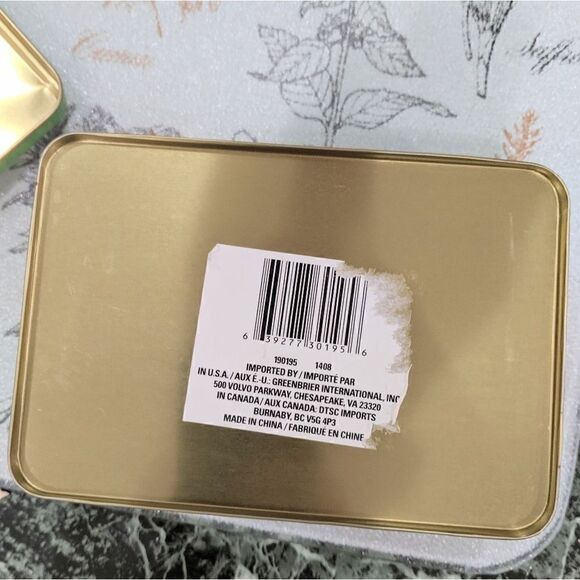 6 39277 30195 6
190195 1408
IMPORTED BY / IMPORTÉ PAR
IN U.S.A. / AUX É.-U.: GREENBRIER INTERNATIONAL, INC
500 VOLVO PARKWAY, CHESAPEAKE, VA 23320
IN CANADA / AUX CANADA: DTSC IMPORTS
BURNABY, BC V5G 4P3
MADE IN CHINA / FABRIQUÉ EN CHINE